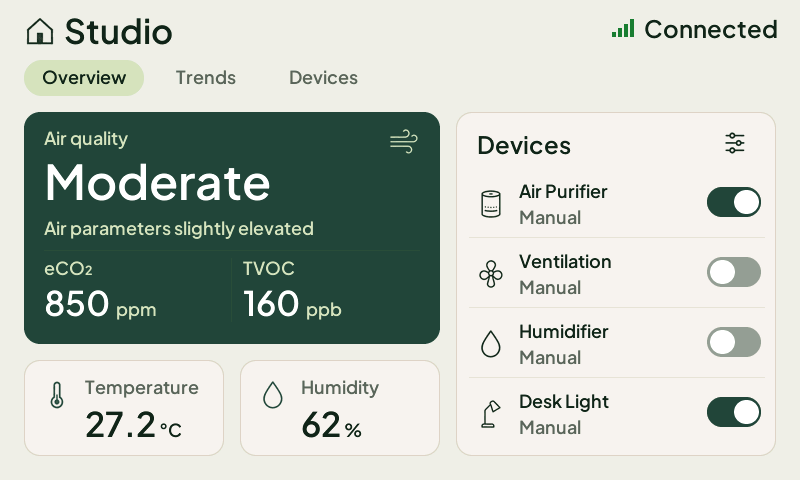 Studio
Connected
Overview
Trends
Devices
Air quality
Moderate
Air parameters slightly elevated
eCO₂
850 ppm
TVOC
160 ppb
Temperature
27.2 °C
Humidity
62 %
Devices
Air Purifier
Manual
Ventilation
Manual
Humidifier
Manual
Desk Light
Manual